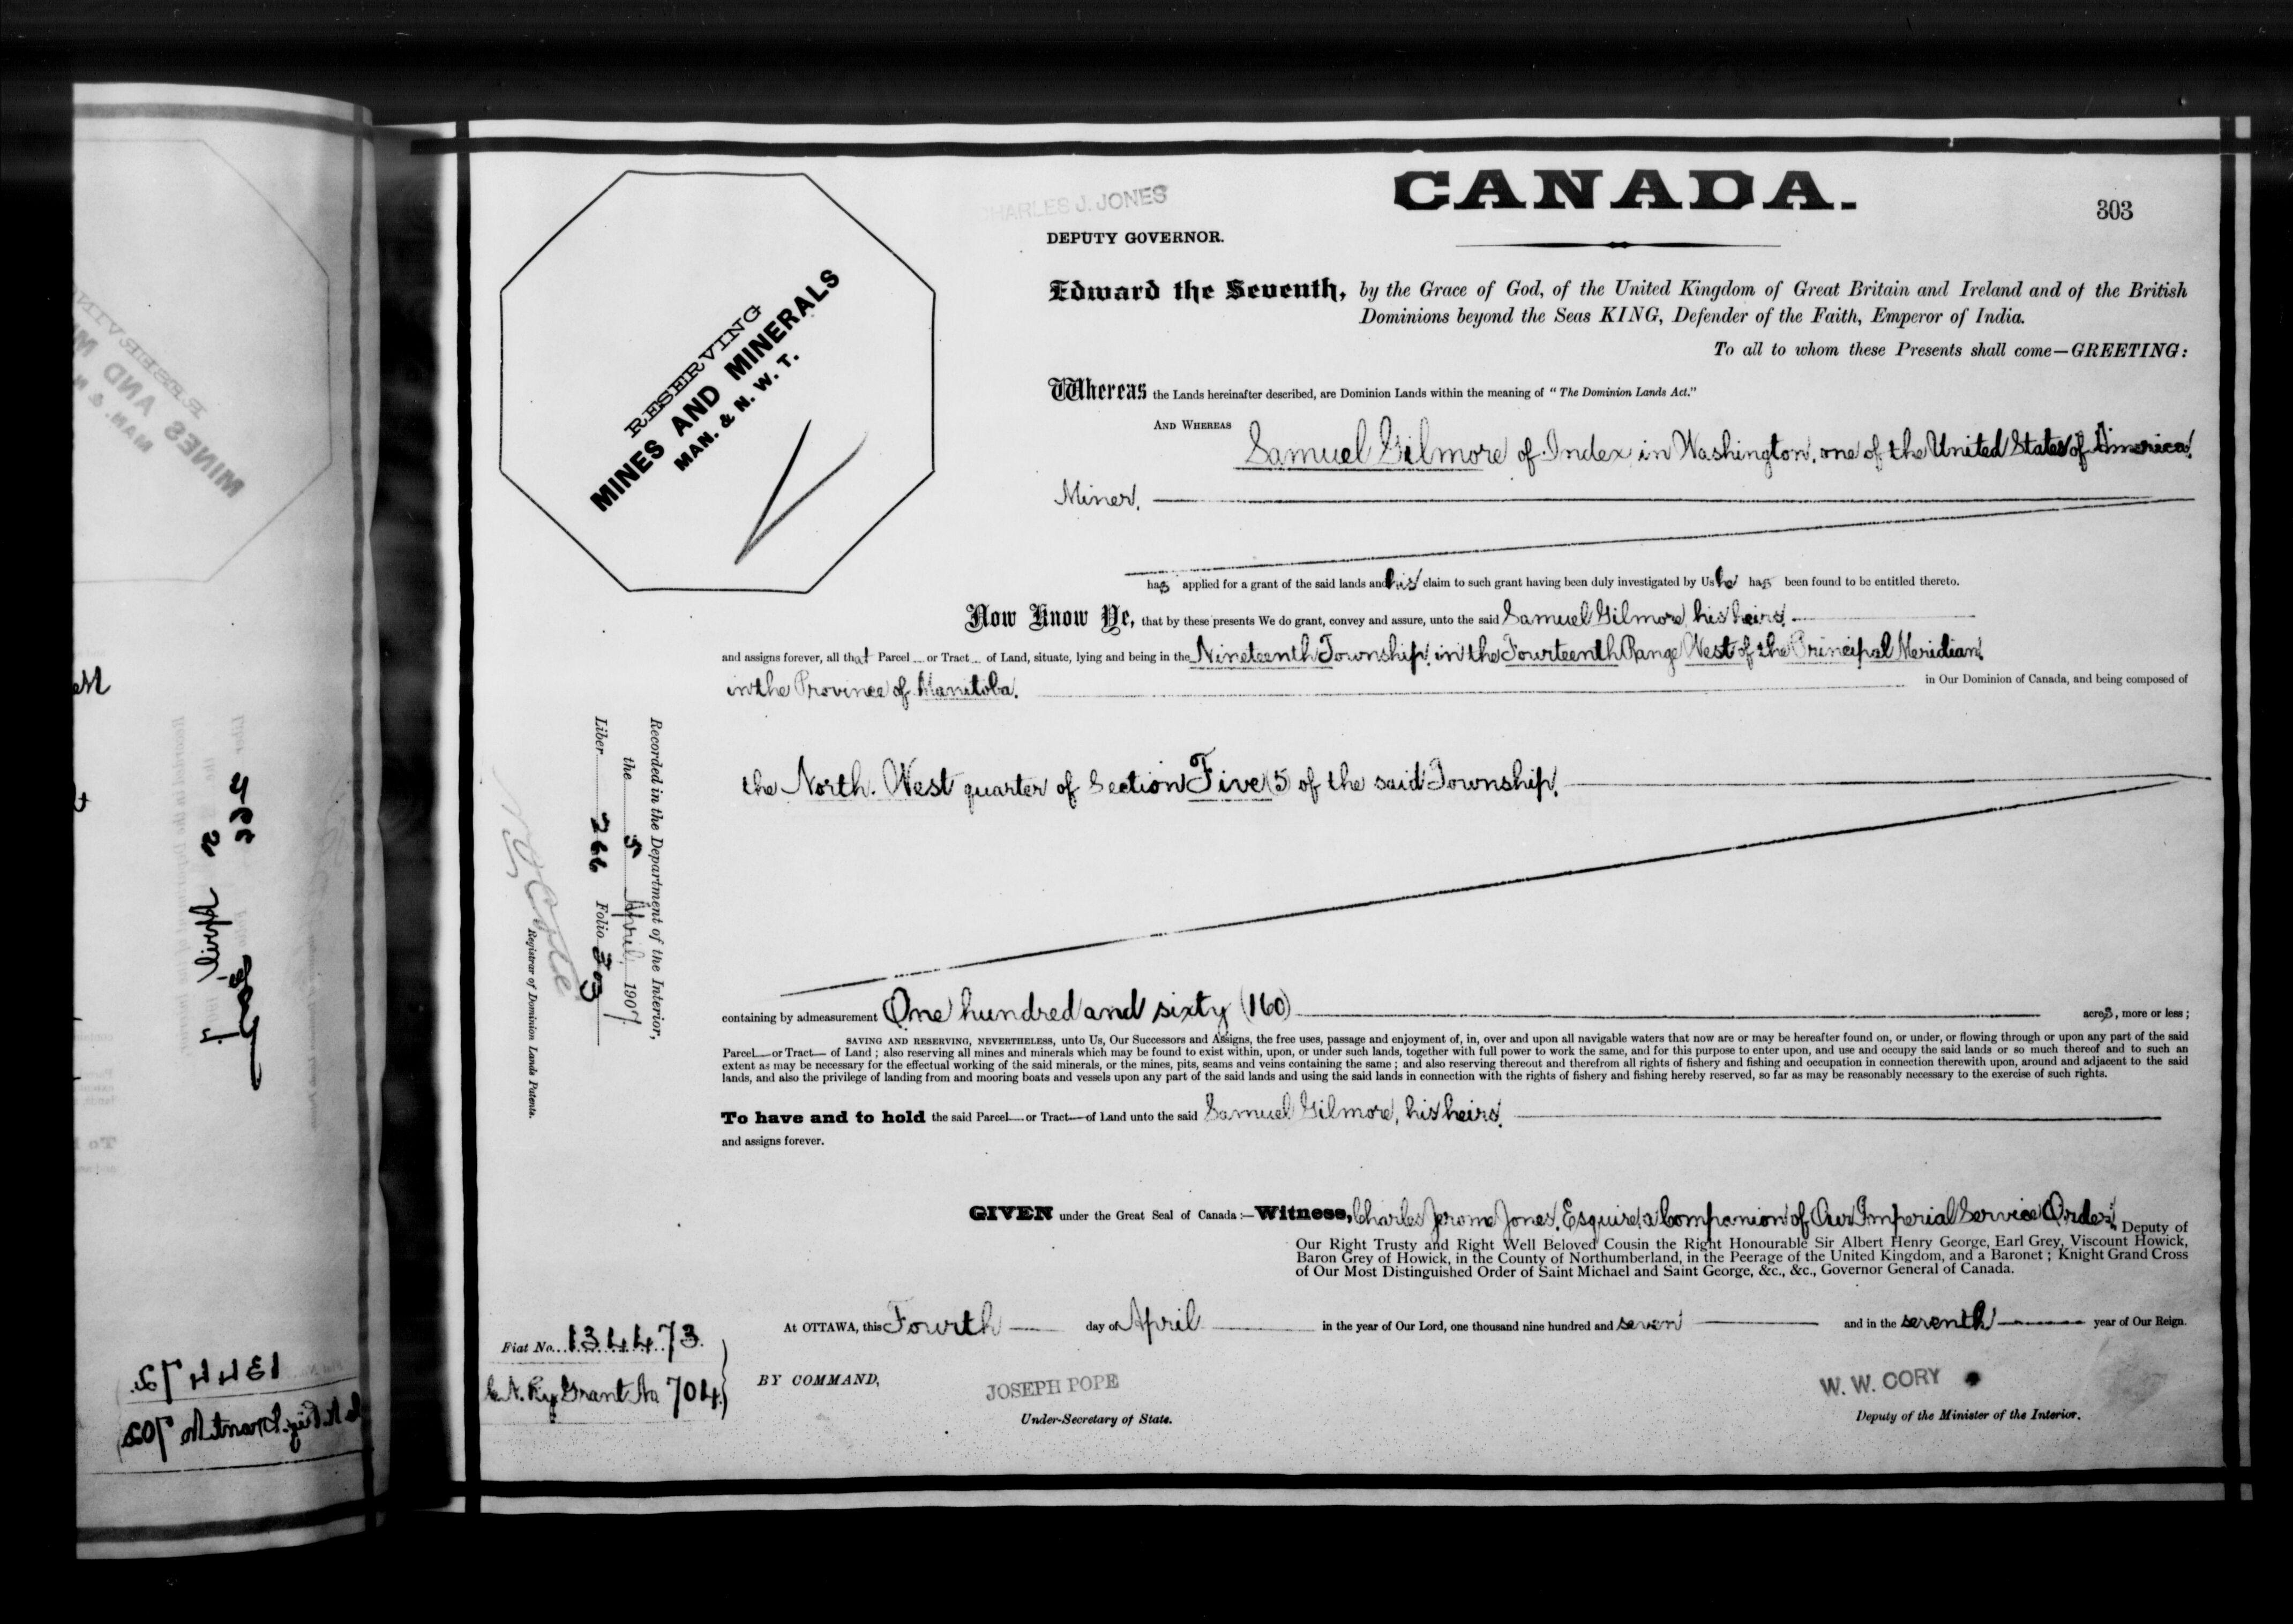 CHARLES J. JONES
CANADA.
303
DEPUTY GOVERNOR.
RESERVING
MINES AND MINERALS
MAN. & N. W. T.
Edward the Seventh, by the Grace of God, of the United Kingdom of Great Britain and Ireland and of the British
Dominions beyond the Seas KING, Defender of the Faith, Emperor of India.
To all to whom these Presents shall come—GREETING:
Whereas the Lands hereinafter described, are Dominion Lands within the meaning of "The Dominion Lands Act."
AND WHEREAS Samuel Gilmore of Index in Washington, one of the United States of America,
Miner,
has applied for a grant of the said lands and his claim to such grant having been duly investigated by Us he has been found to be entitled thereto.
Now Know Ye, that by these presents We do grant, convey and assure, unto the said Samuel Gilmore, his heirs
and assigns forever, all that Parcel or Tract of Land, situate, lying and being in the Nineteenth Township, in the Fourteenth Range West of the Principal Meridian,
in the Province of Manitoba, in Our Dominion of Canada, and being composed of
the North West quarter of Section Five (5) of the said Township,
Recorded in the Department of the Interior,
the 5 April 1907.
Liber 266 Folio 303
Registrar of Dominion Lands Patents.
containing by admeasurement One hundred and sixty (160) acres, more or less;
SAVING AND RESERVING, NEVERTHELESS, unto Us, Our Successors and Assigns, the free uses, passage and enjoyment of, in, over and upon all navigable waters that now are or may be hereafter found on, or under, or flowing through or upon any part of the said
Parcel or Tract of Land; also reserving all mines and minerals which may be found to exist within, upon, or under such lands, together with full power to work the same, and for this purpose to enter upon, and use and occupy the said lands or so much thereof and to such an
extent as may be necessary for the effectual working of the said minerals, or the mines, pits, seams and veins containing the same; and also reserving thereout and therefrom all rights of fishery and fishing and occupation in connection therewith upon, around and adjacent to the said
lands, and also the privilege of landing from and mooring boats and vessels upon any part of the said lands and using the said lands in connection with the rights of fishery and fishing hereby reserved, so far as may be reasonably necessary to the exercise of such rights.
To have and to hold the said Parcel or Tract of Land unto the said Samuel Gilmore, his heirs
and assigns forever.
GIVEN under the Great Seal of Canada:—Witness, Charles Jerome Jones, Esquire, a Companion of Our Imperial Service Order, Deputy of
Our Right Trusty and Right Well Beloved Cousin the Right Honourable Sir Albert Henry George, Earl Grey, Viscount Howick,
Baron Grey of Howick, in the County of Northumberland, in the Peerage of the United Kingdom, and a Baronet; Knight Grand Cross
of Our Most Distinguished Order of Saint Michael and Saint George, &c., &c., Governor General of Canada.
At OTTAWA, this Fourth day of April in the year of Our Lord, one thousand nine hundred and seven and in the seventh year of Our Reign.
Fiat No. 134473.
C. N. Ry Grant No 704
BY COMMAND,
JOSEPH POPE
Under-Secretary of State.
W. W. CORY
Deputy of the Minister of the Interior.
RESERVING
MINES AND
MAN. & N
5 April
266
134472.
C. N. Ry. Grant No 702